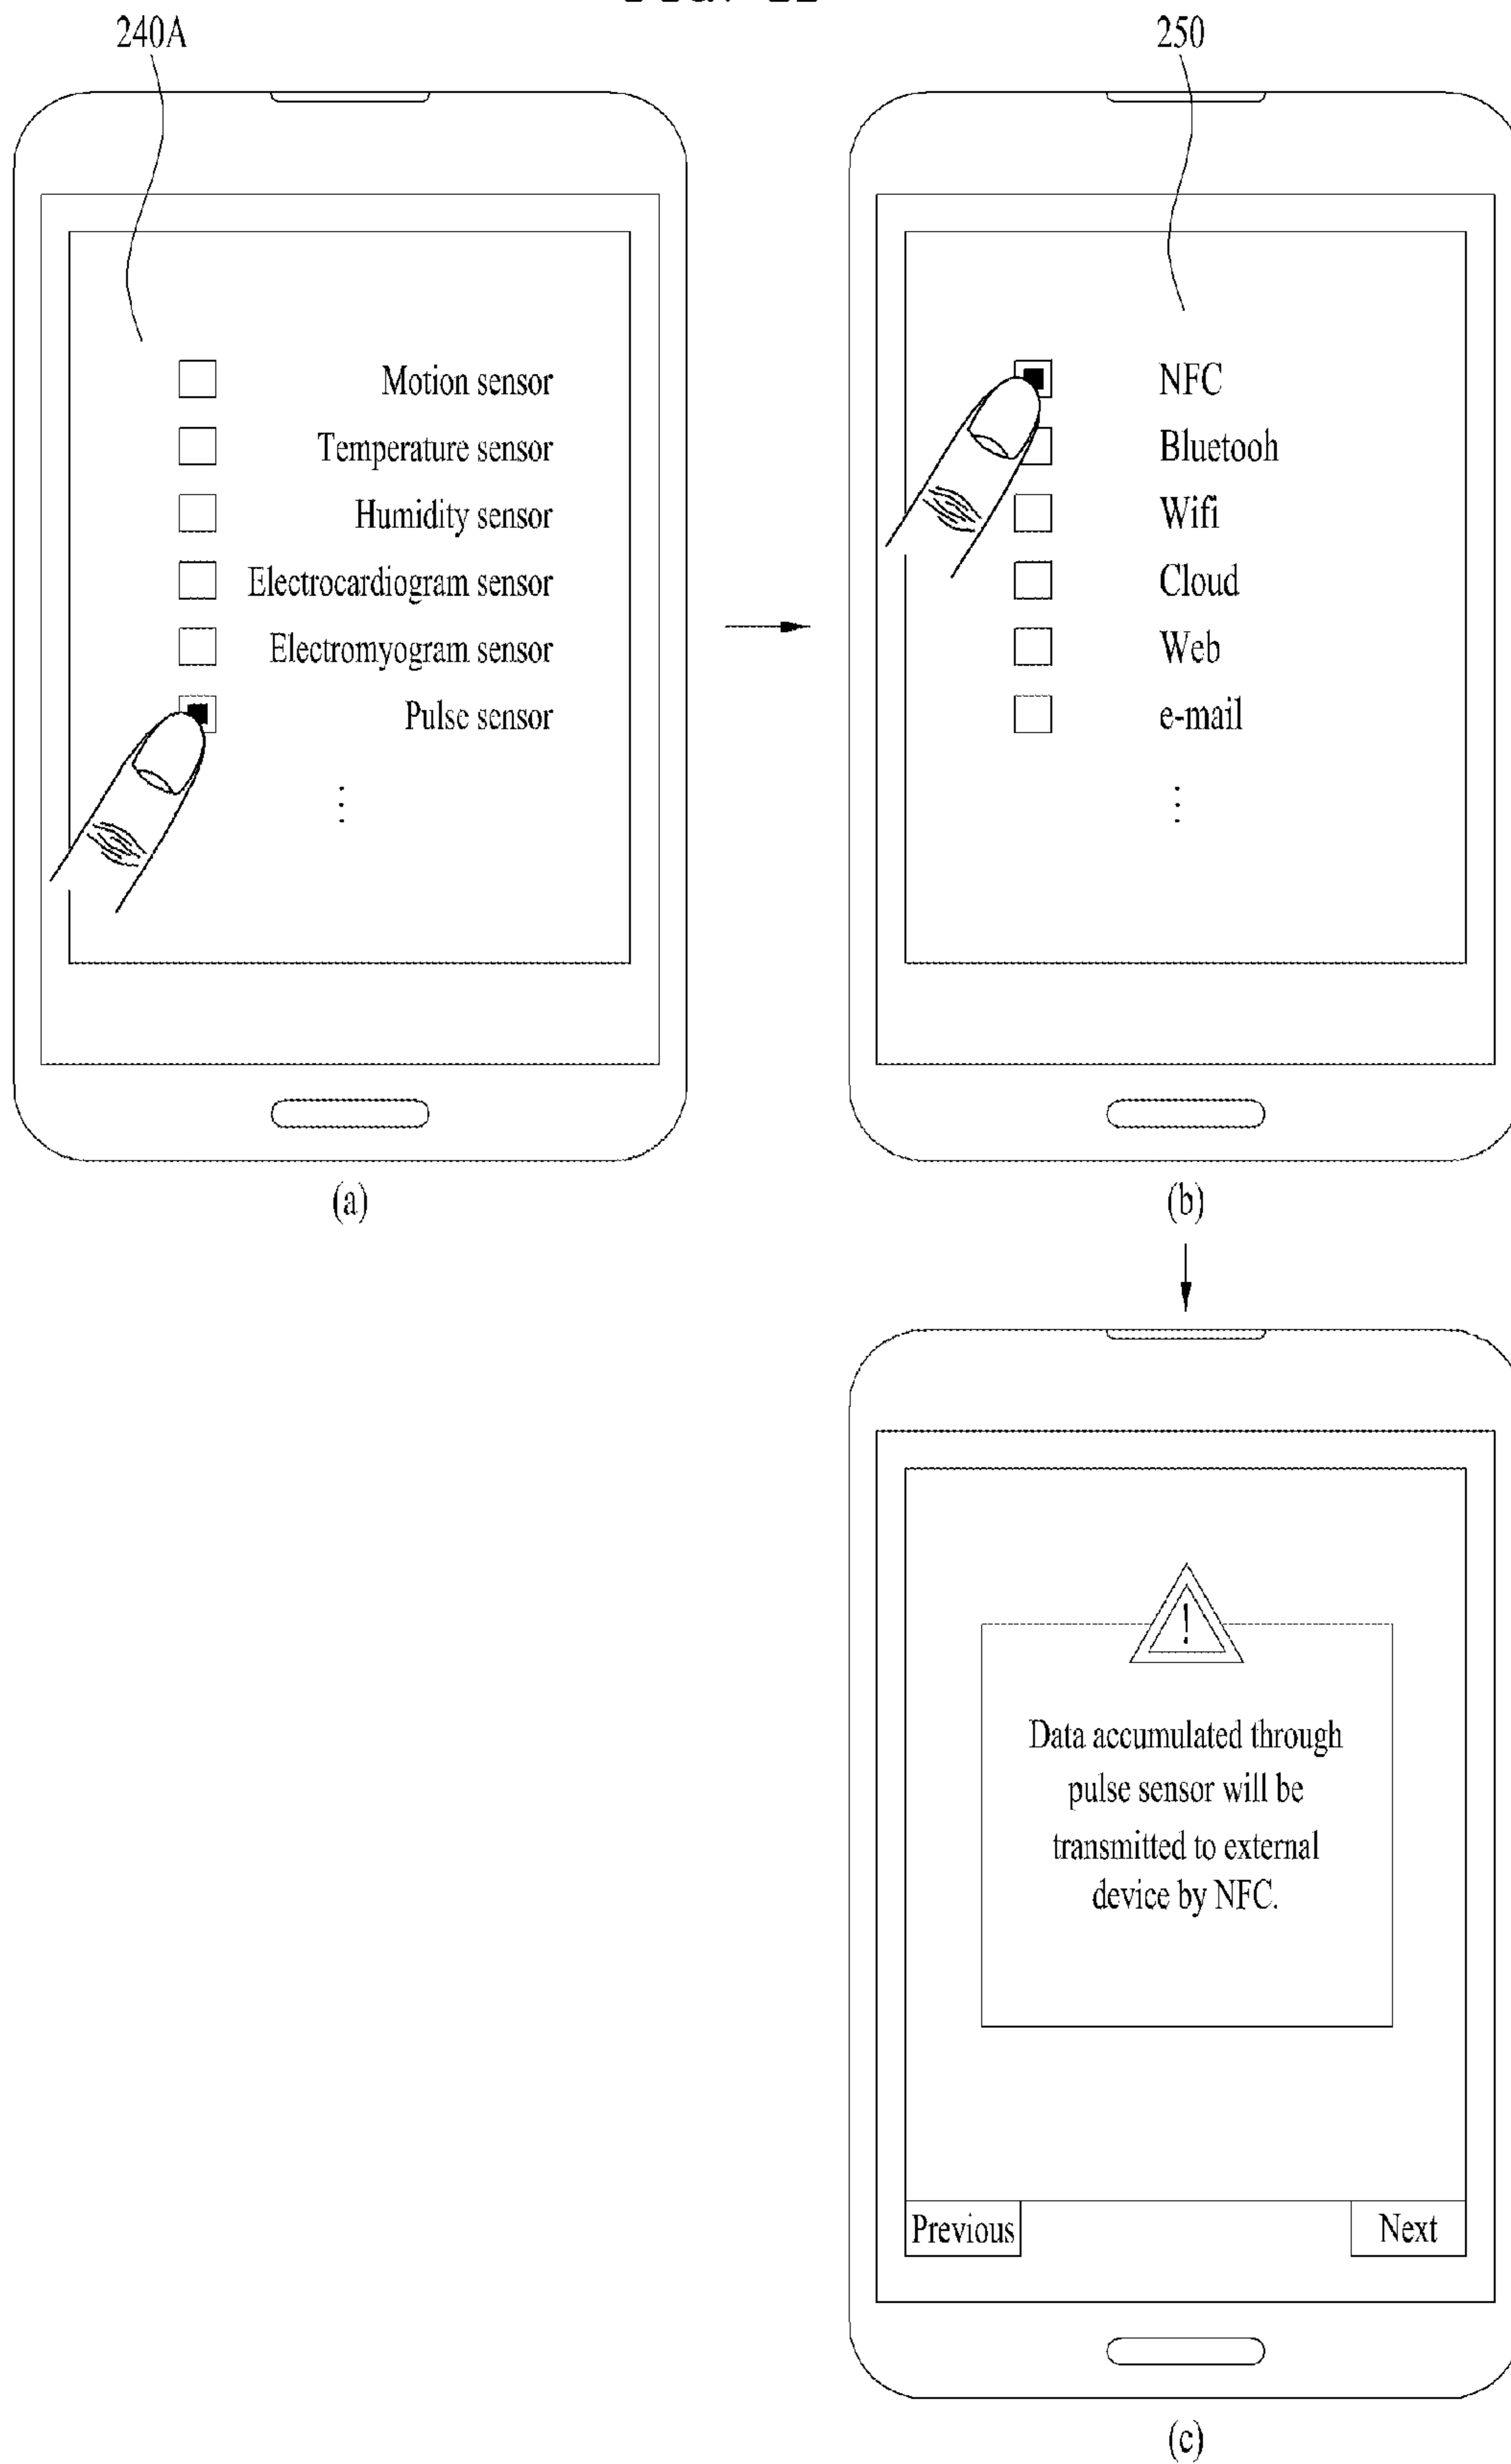 240A
250
Motion sensor
Temperature sensor
Humidity sensor
Electrocardiogram sensor
Electromyogram sensor
Pulse sensor
⋮
(a)
NFC
Bluetooh
Wifi
Cloud
Web
e-mail
⋮
(b)
!
Data accumulated through
pulse sensor will be
transmitted to external
device by NFC.
Previous
Next
(c)